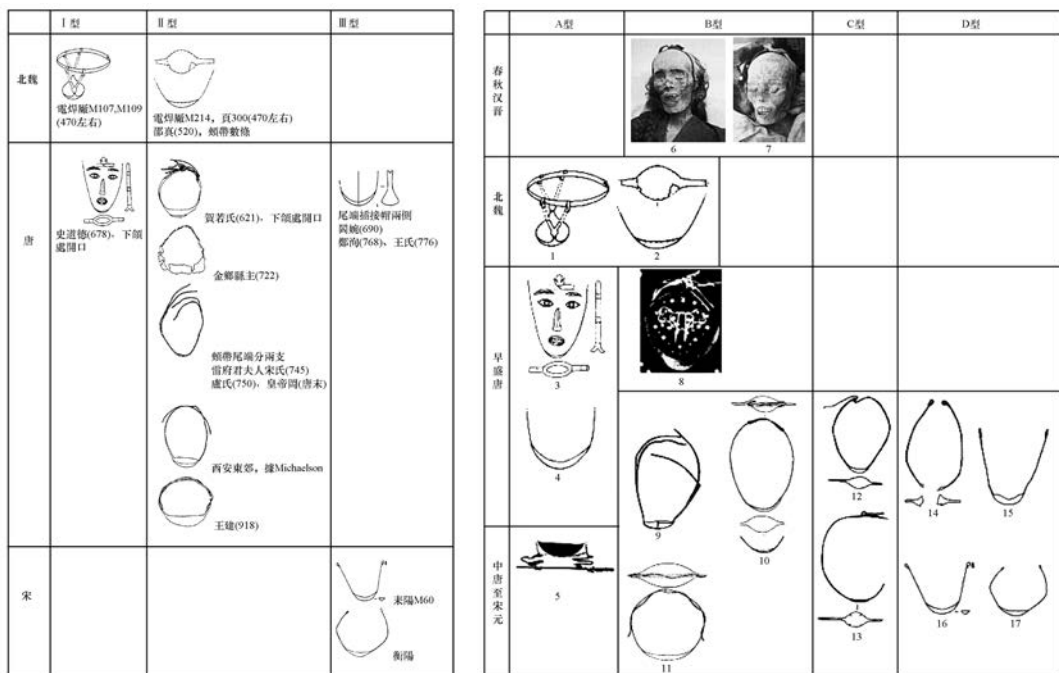 Ⅰ型 Ⅱ型 Ⅲ型
北魏
電焊廠M107,M109
(470左右)
電焊廠M214，頁300(470左右)
邵真(520)，頰帶數條
唐
史道德(678)、下頜
處開口
賀若氏(621)、下頜處開口
金鄉縣主(722)
頰帶尾端分兩支
雷府君夫人宋氏(745)
盧氏(750)、皇帝閻(唐末)
西安東郊，據Michaelson
王建(918)
尾端插接帽兩側
閻婉(690)
鄭洵(768)、王氏(776)
宋
耒陽M60
衡陽
A型 B型 C型 D型
春秋汉晋
6 7
北魏
1 2
早盛唐
3
8
4
9
10
12
14
15
中唐至宋元
5
11
13
16
17